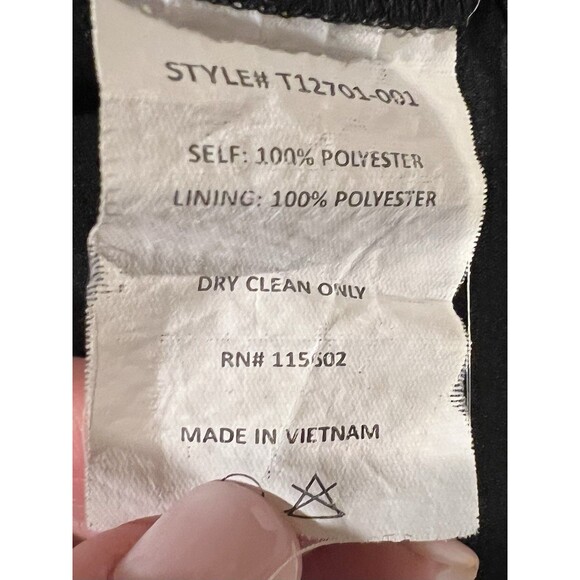 STYLE# T12701-001
SELF: 100% POLYESTER
LINING: 100% POLYESTER
DRY CLEAN ONLY
RN# 115602
MADE IN VIETNAM